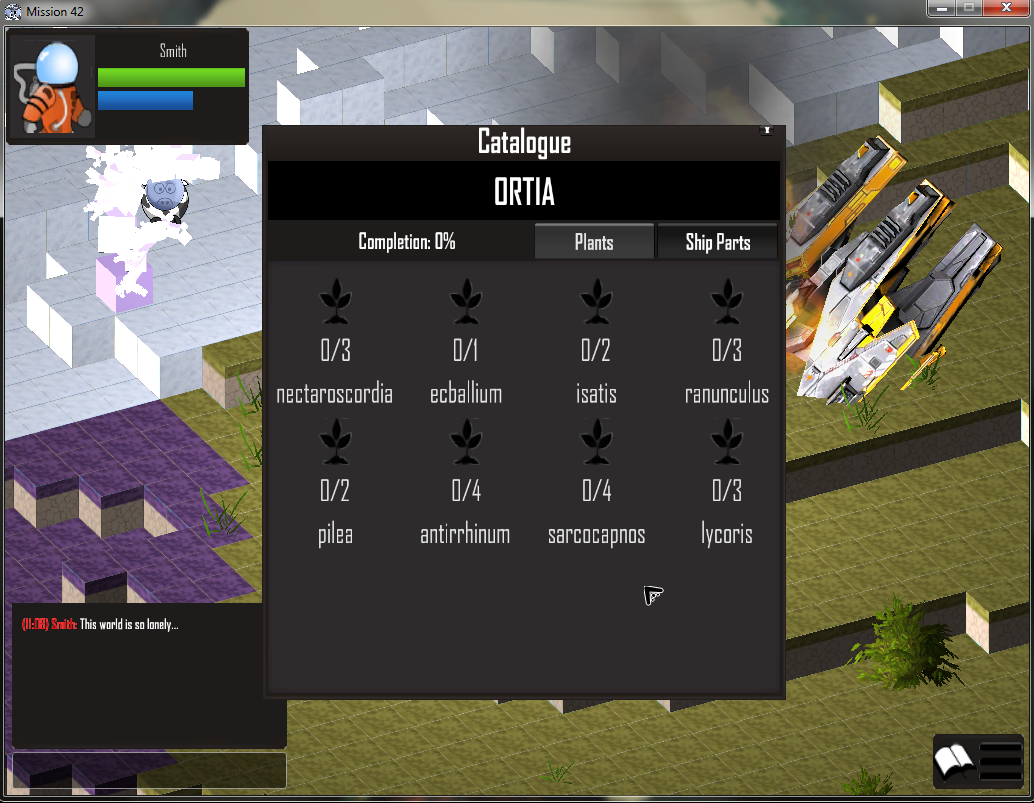 Mission 42
Smith
Catalogue
ORTIA
Completion: 0%
Plants
Ship Parts
0/3
0/1
0/2
0/3
nectaroscordia
ecballium
isatis
ranunculus
0/2
0/4
0/4
0/3
pilea
antirrhinum
sarcocapnos
lycoris
(11:08) Smith: This world is so lonely...